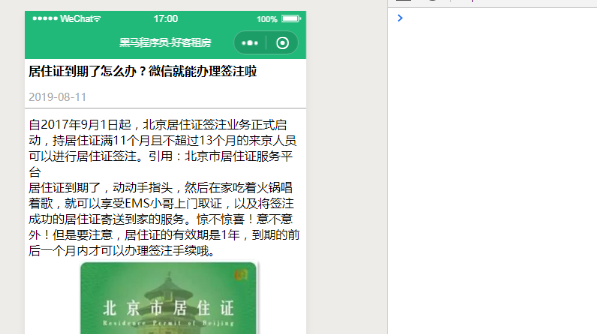 WeChat
17:00
100%
黑马程序员-好客租房
居住证到期了怎么办？微信就能办理签注啦
2019-08-11
自2017年9月1日起，北京居住证签注业务正式启
动，持居住证满11个月且不超过13个月的来京人员
可以进行居住证签注。引用：北京市居住证服务平
台
居住证到期了，动动手指头，然后在家吃着火锅唱
着歌，就可以享受EMS小哥上门取证，以及将签注
成功的居住证寄送到家的服务。惊不惊喜！意不意
外！但是要注意，居住证的有效期是1年，到期的前
后一个月内才可以办理签注手续哦。
北京市居住证
Residence Permit of Beijing